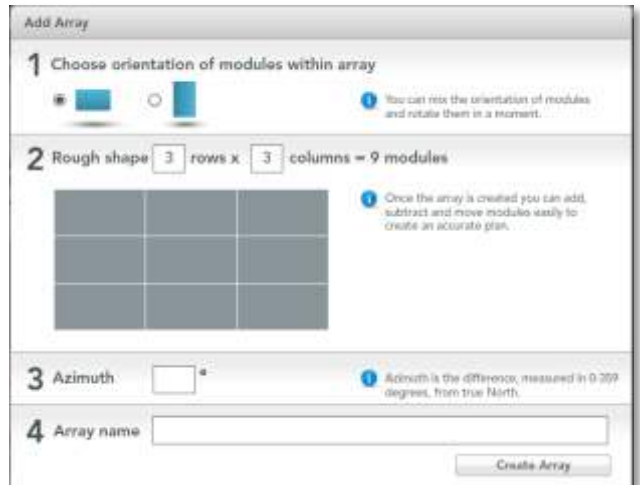 Add Array
1 Choose orientation of modules within array
You can mix the orientation of modules
and rotate them in a moment.
2 Rough shape 3 rows x 3 columns = 9 modules
Once the array is created you can add,
subtract and move modules easily to
create an accurate plan.
3 Azimuth °
Azimuth is the difference, measured in 0-359
degrees, from true North.
4 Array name
Create Array